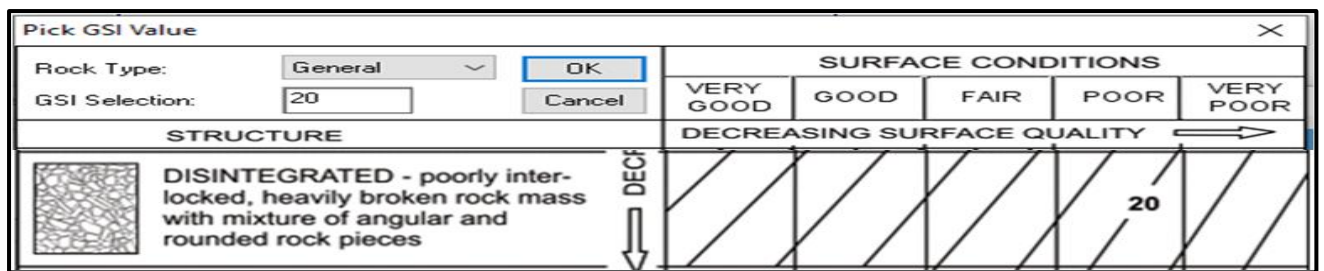 Pick GSI Value
Rock Type: General OK
GSI Selection: 20 Cancel
SURFACE CONDITIONS
VERY GOOD GOOD FAIR POOR VERY POOR
STRUCTURE
DECREASING SURFACE QUALITY
DISINTEGRATED - poorly inter-
locked, heavily broken rock mass
with mixture of angular and
rounded rock pieces
20